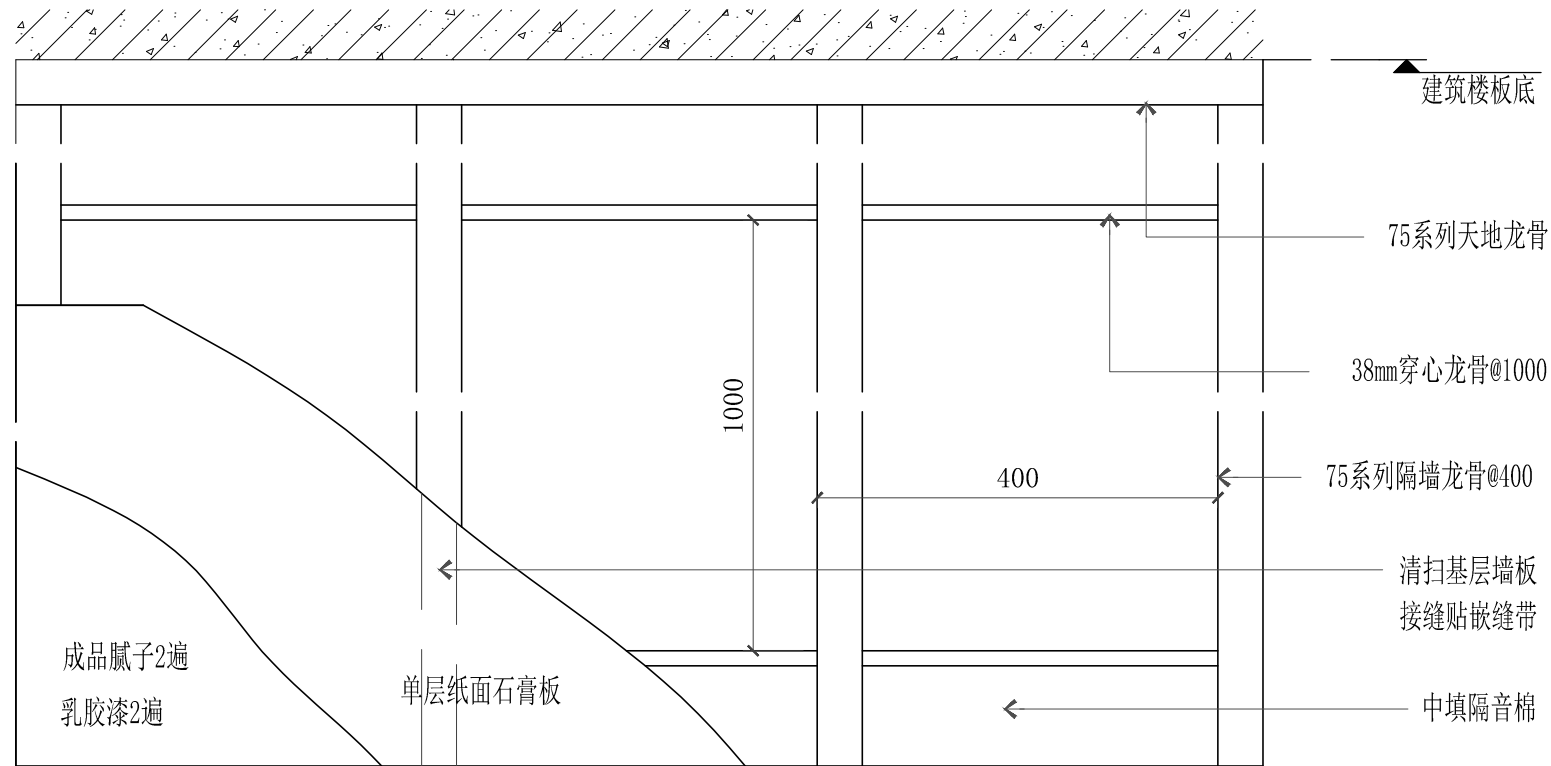 建筑楼板底
75系列天地龙骨
38mm穿心龙骨@1000
1000
400
75系列隔墙龙骨@400
清扫基层墙板
接缝贴嵌缝带
成品腻子2遍
乳胶漆2遍
单层纸面石膏板
中填隔音棉